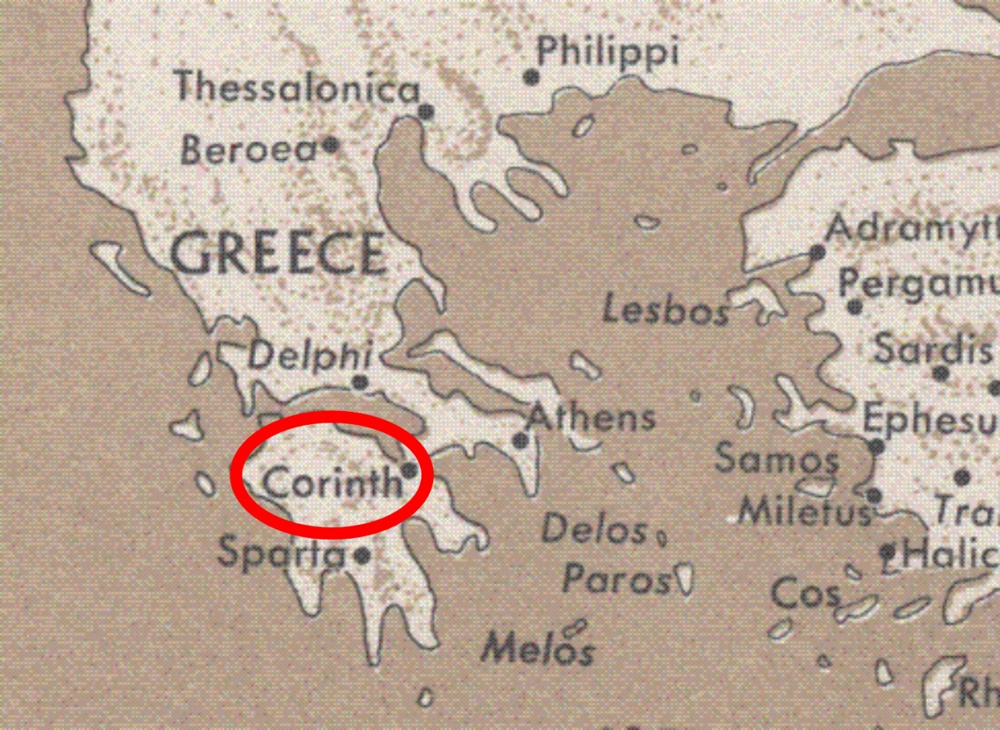 Philippi
Thessalonica
Beroea
GREECE
Adramytt
Pergamu
Lesbos
Delphi
Sardis
Athens
Ephesu
Corinth
Samos
Miletus
Tra
Delos
Sparta
Halic
Paros
Cos
Melos
Rh